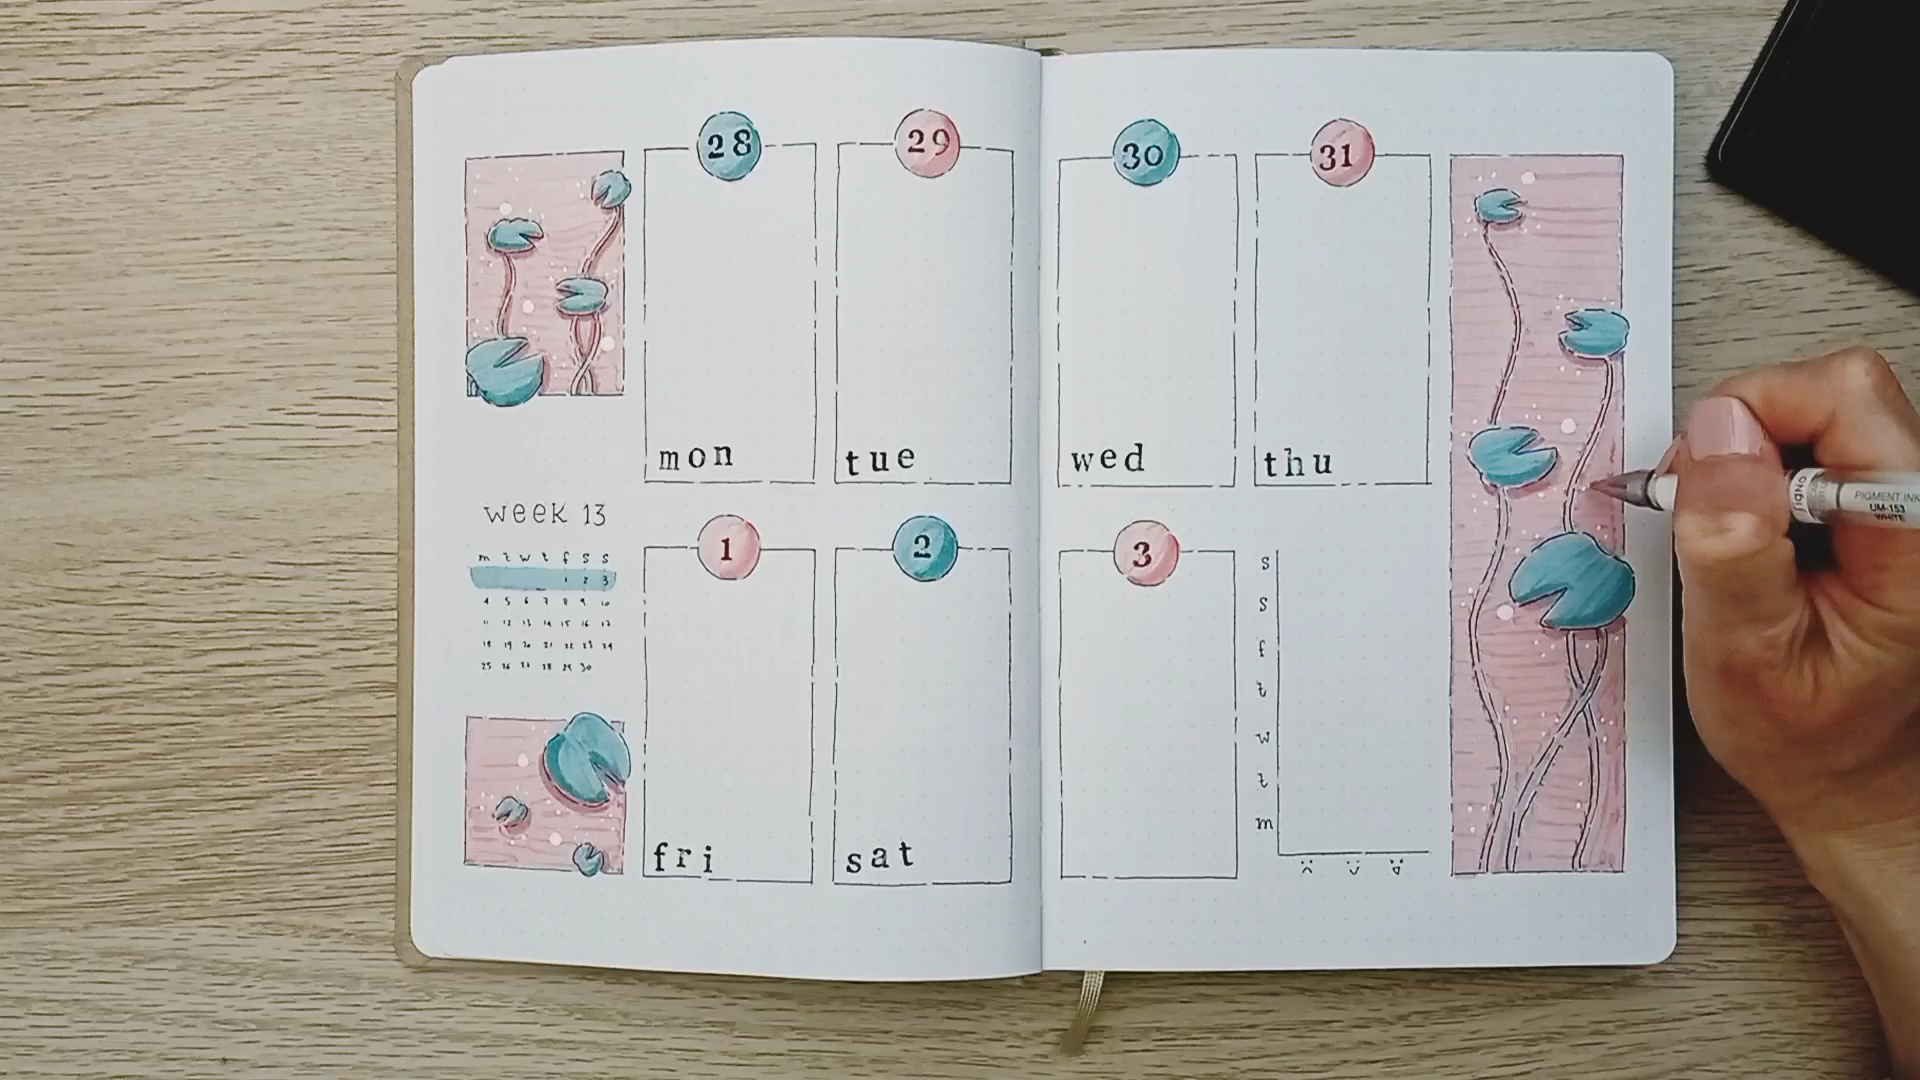 28
29
mon
tue
week 13
m t w t f s s
1 2 3
4 5 6 7 8 9 10
11 12 13 14 15 16 17
18 19 20 21 22 23 24
25 26 27 28 29 30
1
2
fri
sat
30
31
wed
thu
3
s
s
f
t
w
t
m
PIGMENT INK
UM-153
WHITE